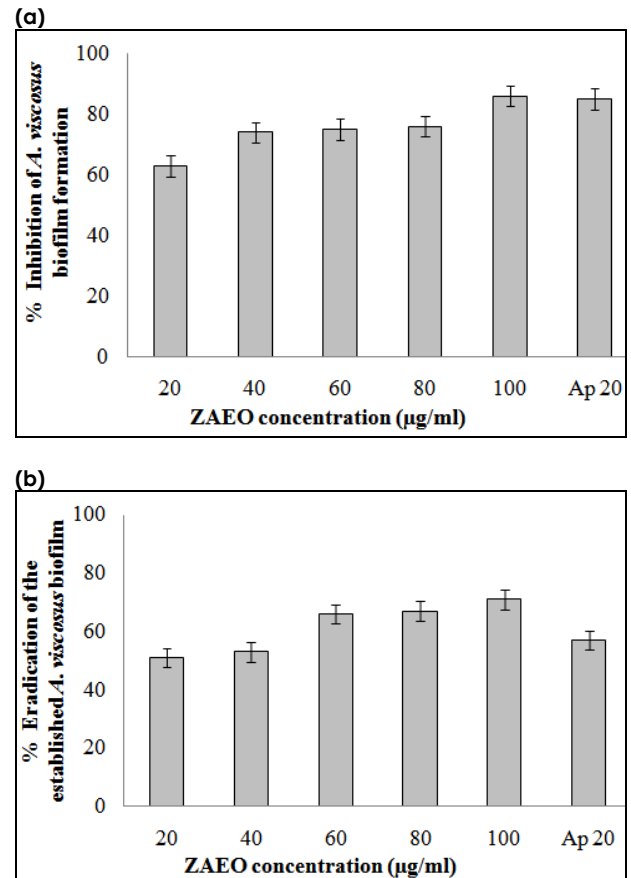 (a)
% Inhibition of A. viscosus
biofilm formation
100
80
60
40
20
0
20 40 60 80 100 Ap 20
ZAEO concentration (µg/ml)
(b)
% Eradication of the
established A. viscosus biofilm
100
80
60
40
20
0
20 40 60 80 100 Ap 20
ZAEO concentration (µg/ml)